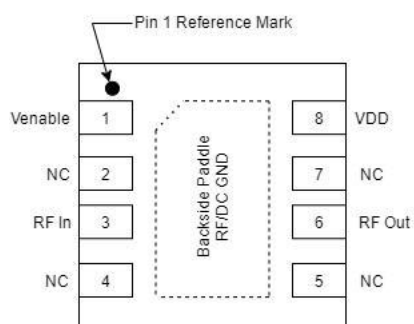 Pin 1 Reference Mark
Venable 1
8 VDD
NC 2
7 NC
RF In 3
6 RF Out
NC 4
5 NC
Backside Paddle
RF/DC GND